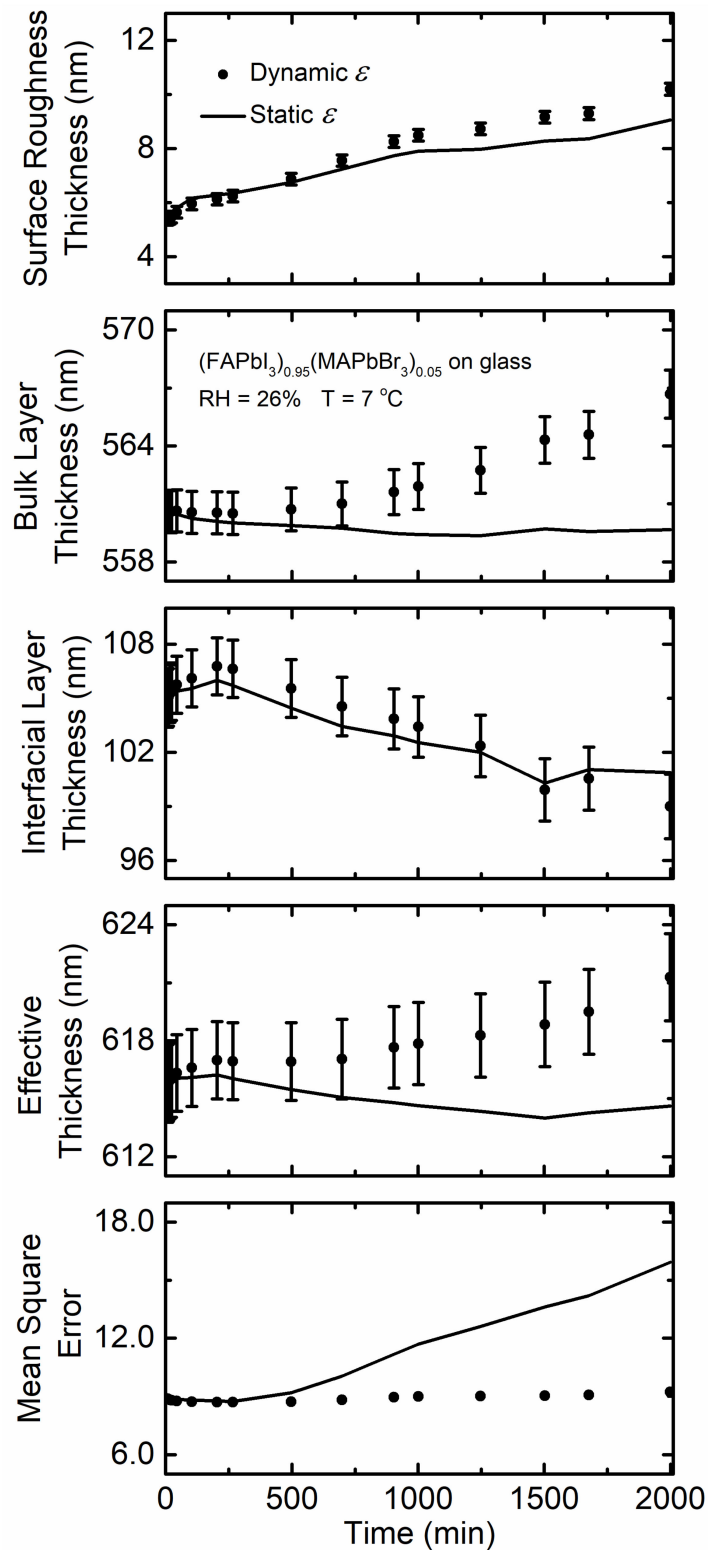 12
8
4
Surface Roughness
Thickness (nm)
Dynamic ε
Static ε
570
564
558
Bulk Layer
Thickness (nm)
(FAPbI₃)₀.₉₅(MAPbBr₃)₀.₀₅ on glass
RH = 26% T = 7 °C
108
102
96
Interfacial Layer
Thickness (nm)
624
618
612
Effective
Thickness (nm)
18.0
12.0
6.0
Mean Square
Error
0 500 1000 1500 2000
Time (min)